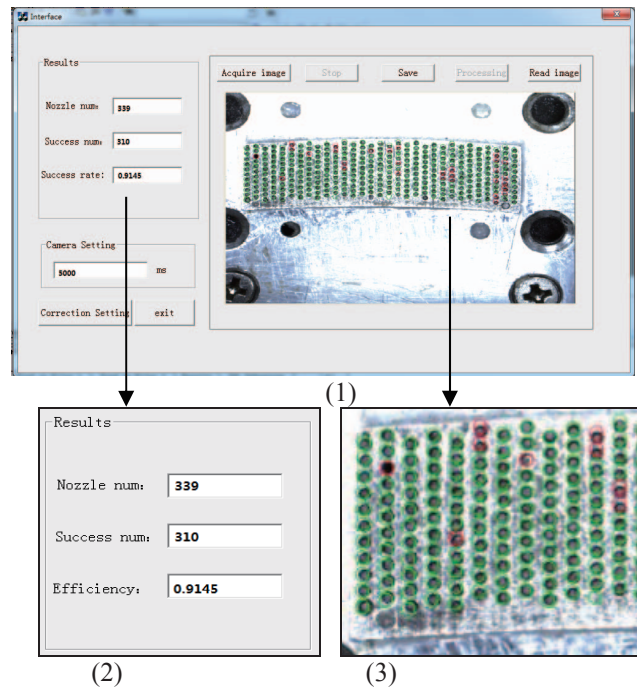 Interface
Results
Acquire image
Stop
Save
Processing
Read image
Nozzle num:
339
Success num:
310
Success rate:
0.9145
Camera Setting
5000
ms
Correction Setting
exit
(1)
Results
Nozzle num:
339
Success num:
310
Efficiency:
0.9145
(2)
(3)